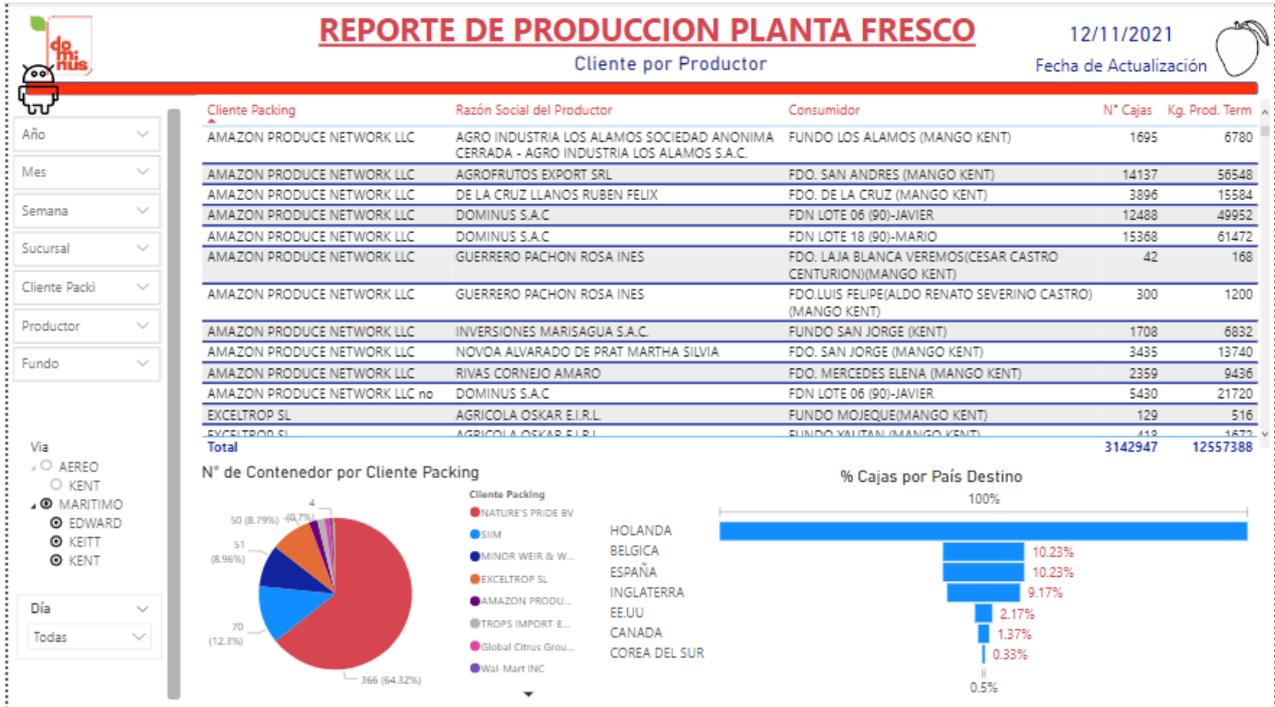 dominus
REPORTE DE PRODUCCION PLANTA FRESCO
Cliente por Productor
12/11/2021
Fecha de Actualización
Año
Mes
Semana
Sucursal
Cliente Packi
Productor
Fundo
Via
AEREO
KENT
MARITIMO
EDWARD
KEITT
KENT
Día
Todas
Cliente Packing Razón Social del Productor Consumidor N° Cajas Kg. Prod. Term
AMAZON PRODUCE NETWORK LLC AGRO INDUSTRIA LOS ALAMOS SOCIEDAD ANONIMA FUNDO LOS ALAMOS (MANGO KENT) 1695 6780
CERRADA - AGRO INDUSTRIA LOS ALAMOS S.A.C.
AMAZON PRODUCE NETWORK LLC AGROFRUTOS EXPORT SRL FDO. SAN ANDRES (MANGO KENT) 14137 56548
AMAZON PRODUCE NETWORK LLC DE LA CRUZ LLANOS RUBEN FELIX FDO. DE LA CRUZ (MANGO KENT) 3896 15584
AMAZON PRODUCE NETWORK LLC DOMINUS S.A.C FDN LOTE 06 (90)-JAVIER 12488 49952
AMAZON PRODUCE NETWORK LLC DOMINUS S.A.C FDN LOTE 18 (90)-MARIO 15368 61472
AMAZON PRODUCE NETWORK LLC GUERRERO PACHON ROSA INES FDO. LAJA BLANCA VEREMOS(CESAR CASTRO 42 168
CENTURION)(MANGO KENT)
AMAZON PRODUCE NETWORK LLC GUERRERO PACHON ROSA INES FDO.LUIS FELIPE(ALDO RENATO SEVERINO CASTRO) 300 1200
(MANGO KENT)
AMAZON PRODUCE NETWORK LLC INVERSIONES MARISAGUA S.A.C. FUNDO SAN JORGE (KENT) 1708 6832
AMAZON PRODUCE NETWORK LLC NOVOA ALVARADO DE PRAT MARTHA SILVIA FDO. SAN JORGE (MANGO KENT) 3435 13740
AMAZON PRODUCE NETWORK LLC RIVAS CORNEJO AMARO FDO. MERCEDES ELENA (MANGO KENT) 2359 9436
AMAZON PRODUCE NETWORK LLC no DOMINUS S.A.C FDN LOTE 06 (90)-JAVIER 5430 21720
EXCELTROP SL AGRICOLA OSKAR E.I.R.L. FUNDO MOJEQUE(MANGO KENT) 129 516
EXCELTROP SL AGRICOLA OSKAR E.I.R.L. FUNDO YAUTAN (MANGO KENT) 418 1672
Total 3142947 12557388
N° de Contenedor por Cliente Packing
4
(0.7%)
50 (8.79%)
51
(8.96%)
70
(12.3%)
366 (64.32%)
Cliente Packing
NATURE'S PRIDE BV
SIIM
MINOR WEIR & W...
EXCELTROP SL
AMAZON PRODU...
TROPS IMPORT-E...
Global Citrus Grou...
Wal-Mart INC
% Cajas por País Destino
100%
HOLANDA
BELGICA 10.23%
ESPAÑA 10.23%
INGLATERRA 9.17%
EE.UU 2.17%
CANADA 1.37%
COREA DEL SUR 0.33%
0.5%